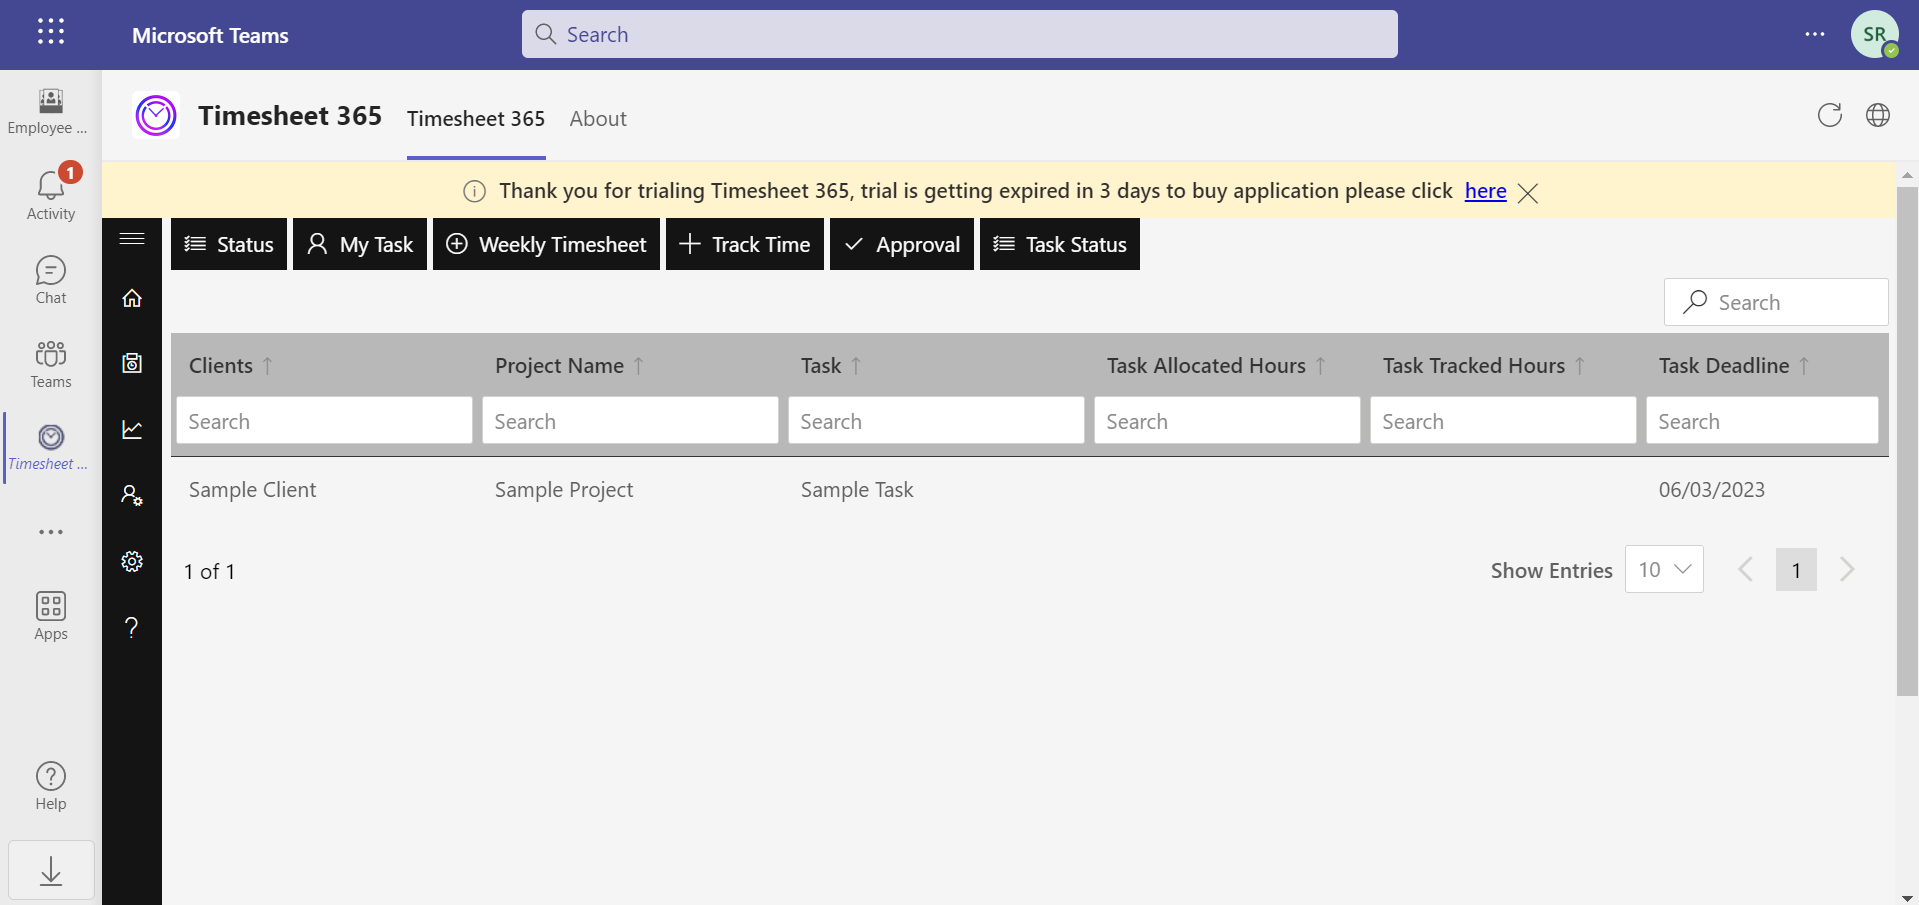 Microsoft Teams
Search
SR
Employee ...
1
Activity
Chat
Teams
Timesheet ...
Apps
Help
Timesheet 365
Timesheet 365
About
Thank you for trialing Timesheet 365, trial is getting expired in 3 days to buy application please click here
Status
My Task
Weekly Timesheet
Track Time
Approval
Task Status
Search
Clients Project Name Task Task Allocated Hours Task Tracked Hours Task Deadline
Search Search Search Search Search Search
Sample Client Sample Project Sample Task 06/03/2023
1 of 1
Show Entries 10 1